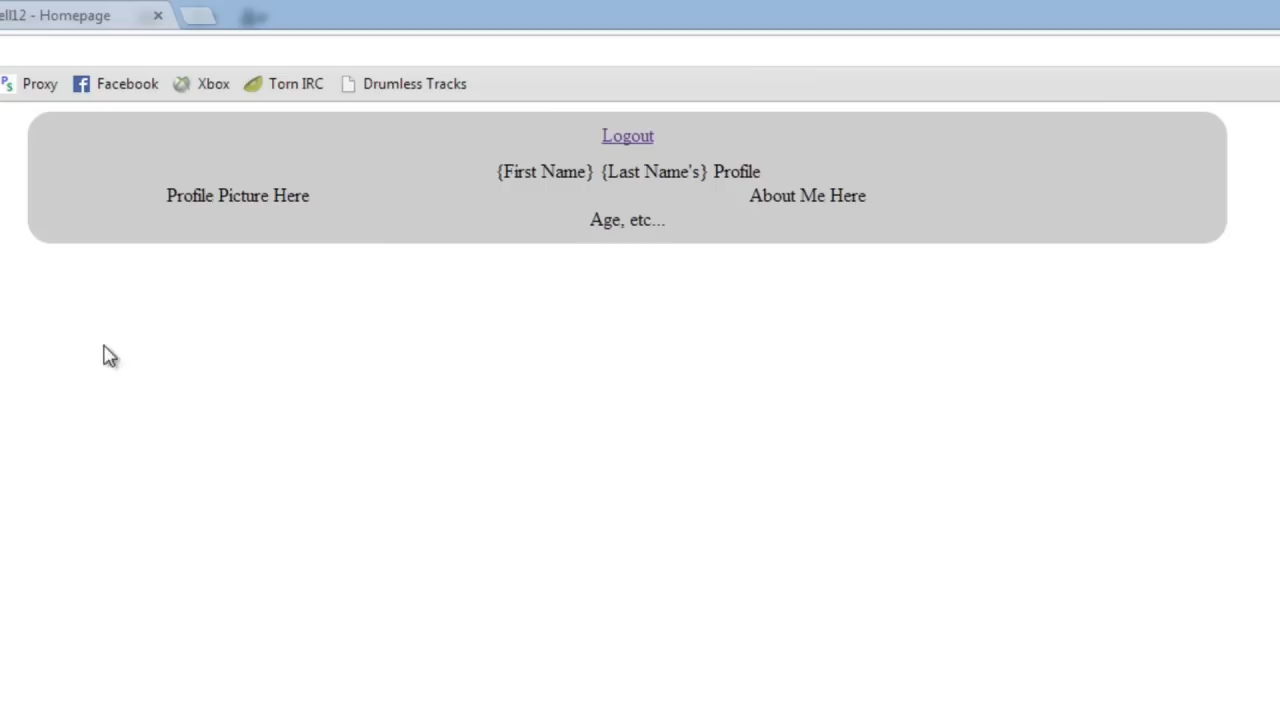 ell12 - Homepage
Proxy Facebook Xbox Torn IRC Drumless Tracks
Logout
{First Name} {Last Name's} Profile
Profile Picture Here About Me Here
Age, etc...